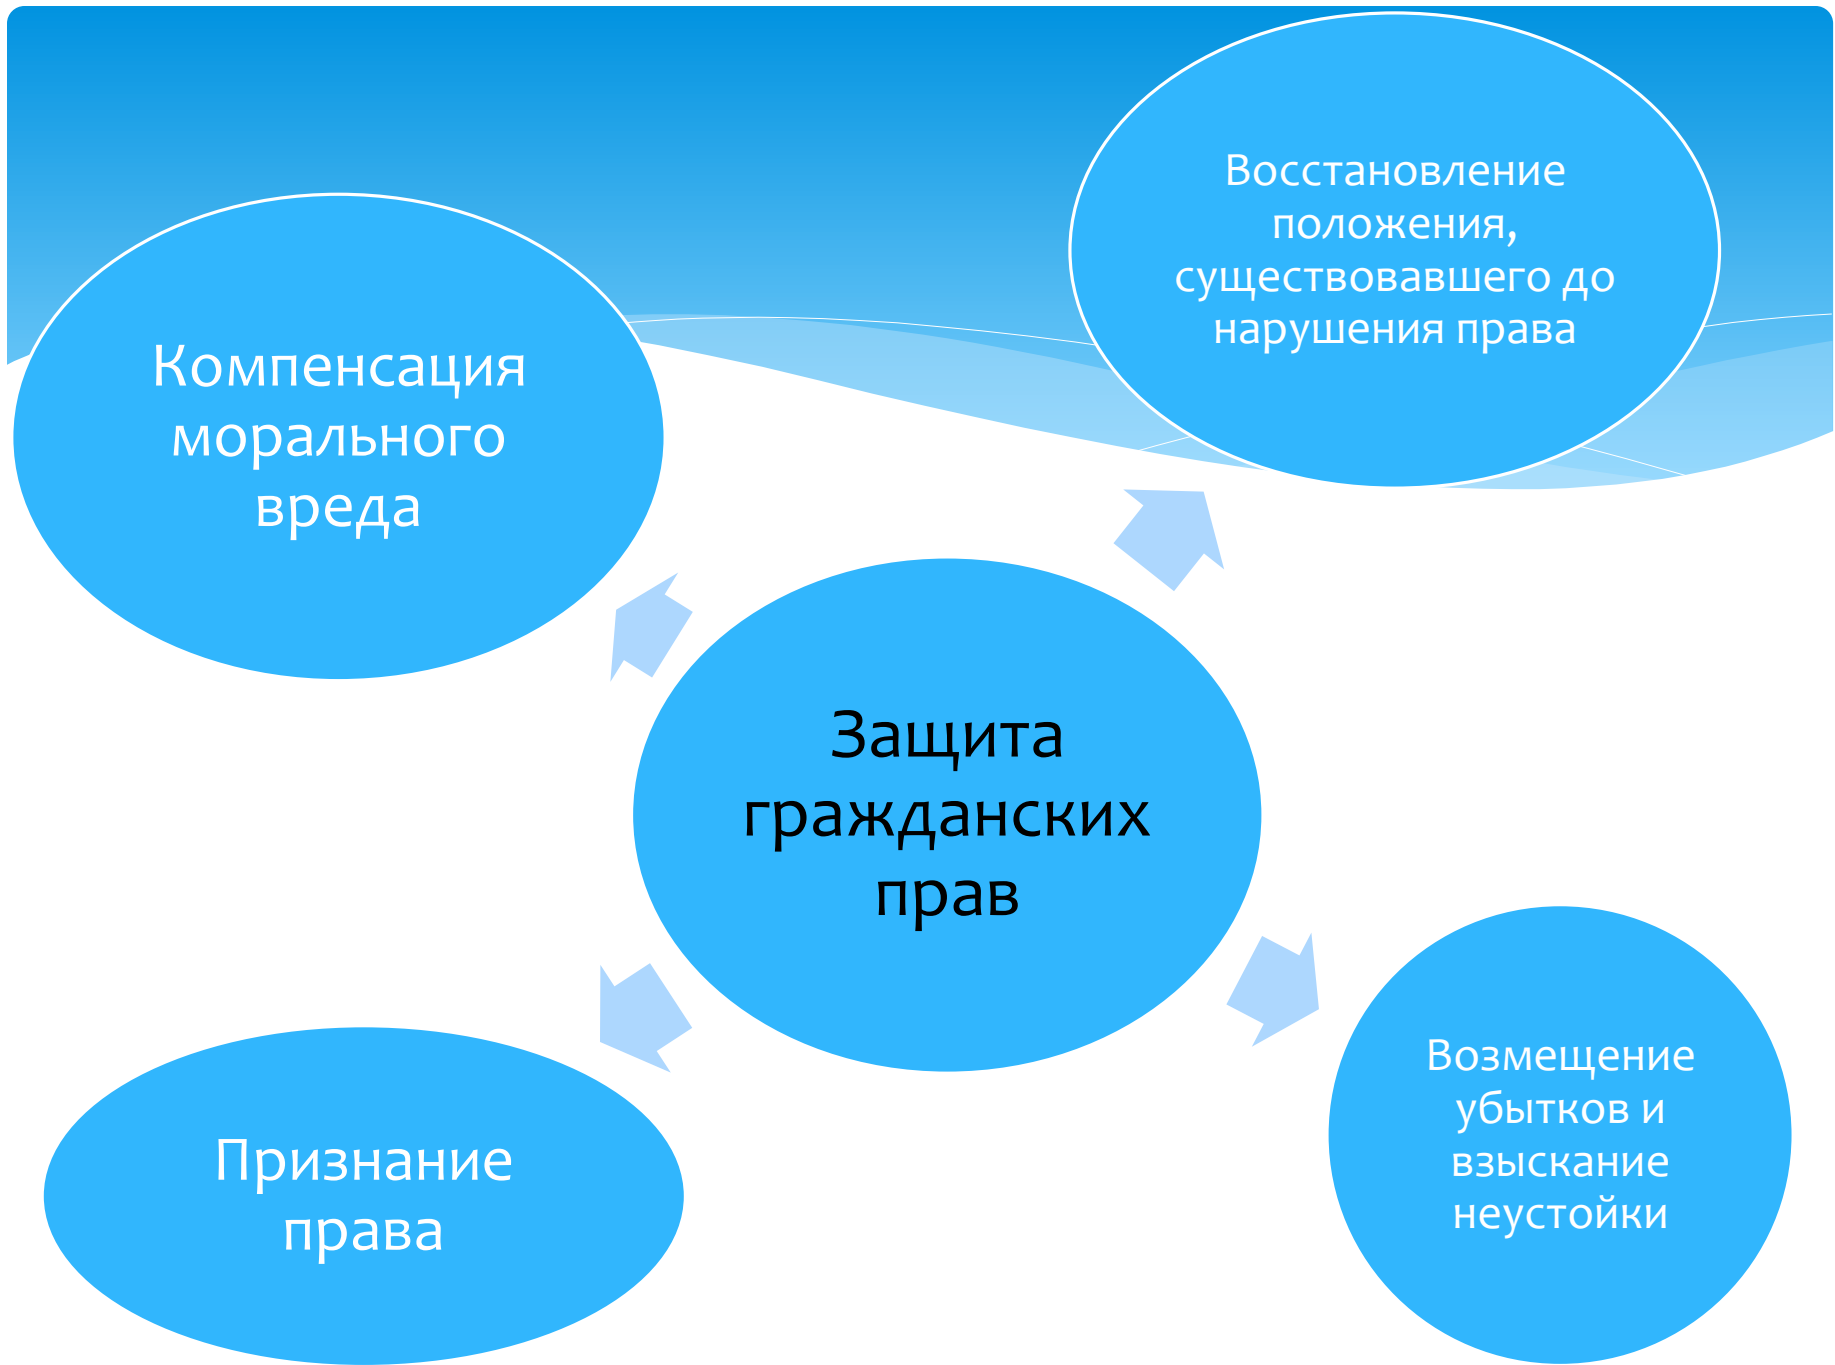 Восстановление
положения,
существовавшего до
нарушения права
Компенсация
морального
вреда
Защита
гражданских
прав
Признание
права
Возмещение
убытков и
взыскание
неустойки